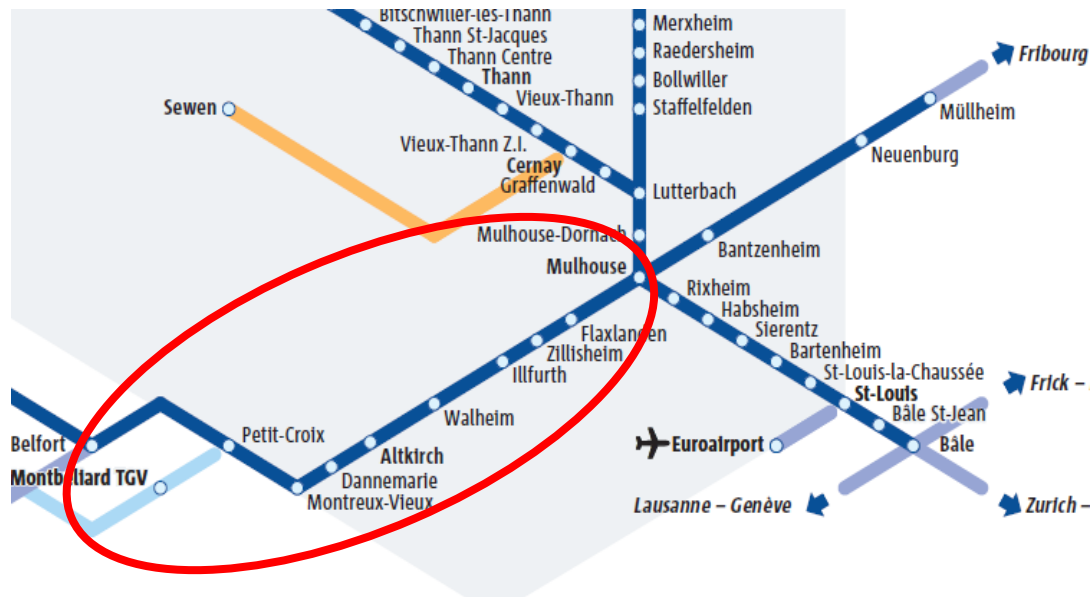 Bitschwiller-les-Thann
Thann St-Jacques
Thann Centre
Thann
Vieux-Thann
Vieux-Thann Z.I.
Cernay
Graffenwald
Sewen
Merxheim
Raedersheim
Bollwiller
Staffelfelden
Lutterbach
Mulhouse-Dornach
Mulhouse
Fribourg
Müllheim
Neuenburg
Bantzenheim
Rixheim
Habsheim
Sierentz
Bartenheim
St-Louis-la-Chaussée
St-Louis
Bâle St-Jean
Bâle
Frick –
Zurich –
Euroairport
Lausanne – Genève
Flaxlanden
Zillisheim
Illfurth
Walheim
Altkirch
Dannemarie
Montreux-Vieux
Petit-Croix
Belfort
Montbéliard TGV